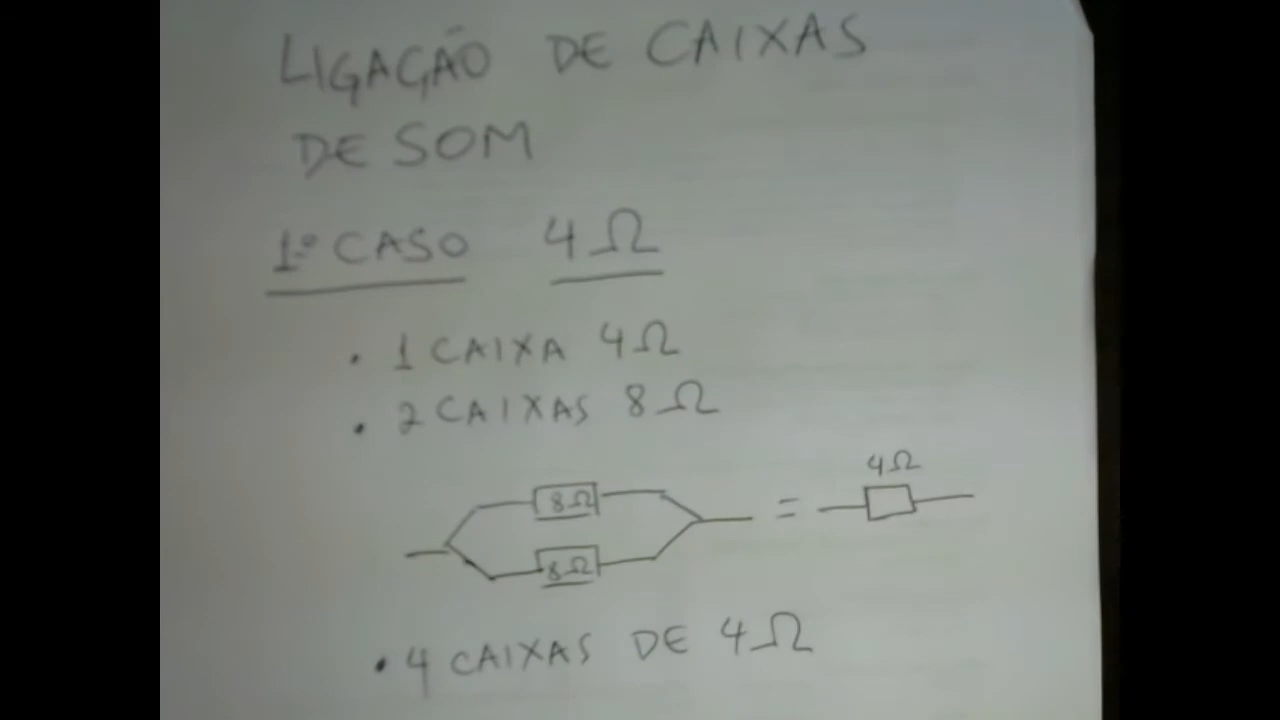 LIGAÇÃO DE CAIXAS
DE SOM
1º CASO 4Ω
• 1 CAIXA 4Ω
• 2 CAIXAS 8Ω
4Ω
8Ω
=
8Ω
• 4 CAIXAS DE 4Ω